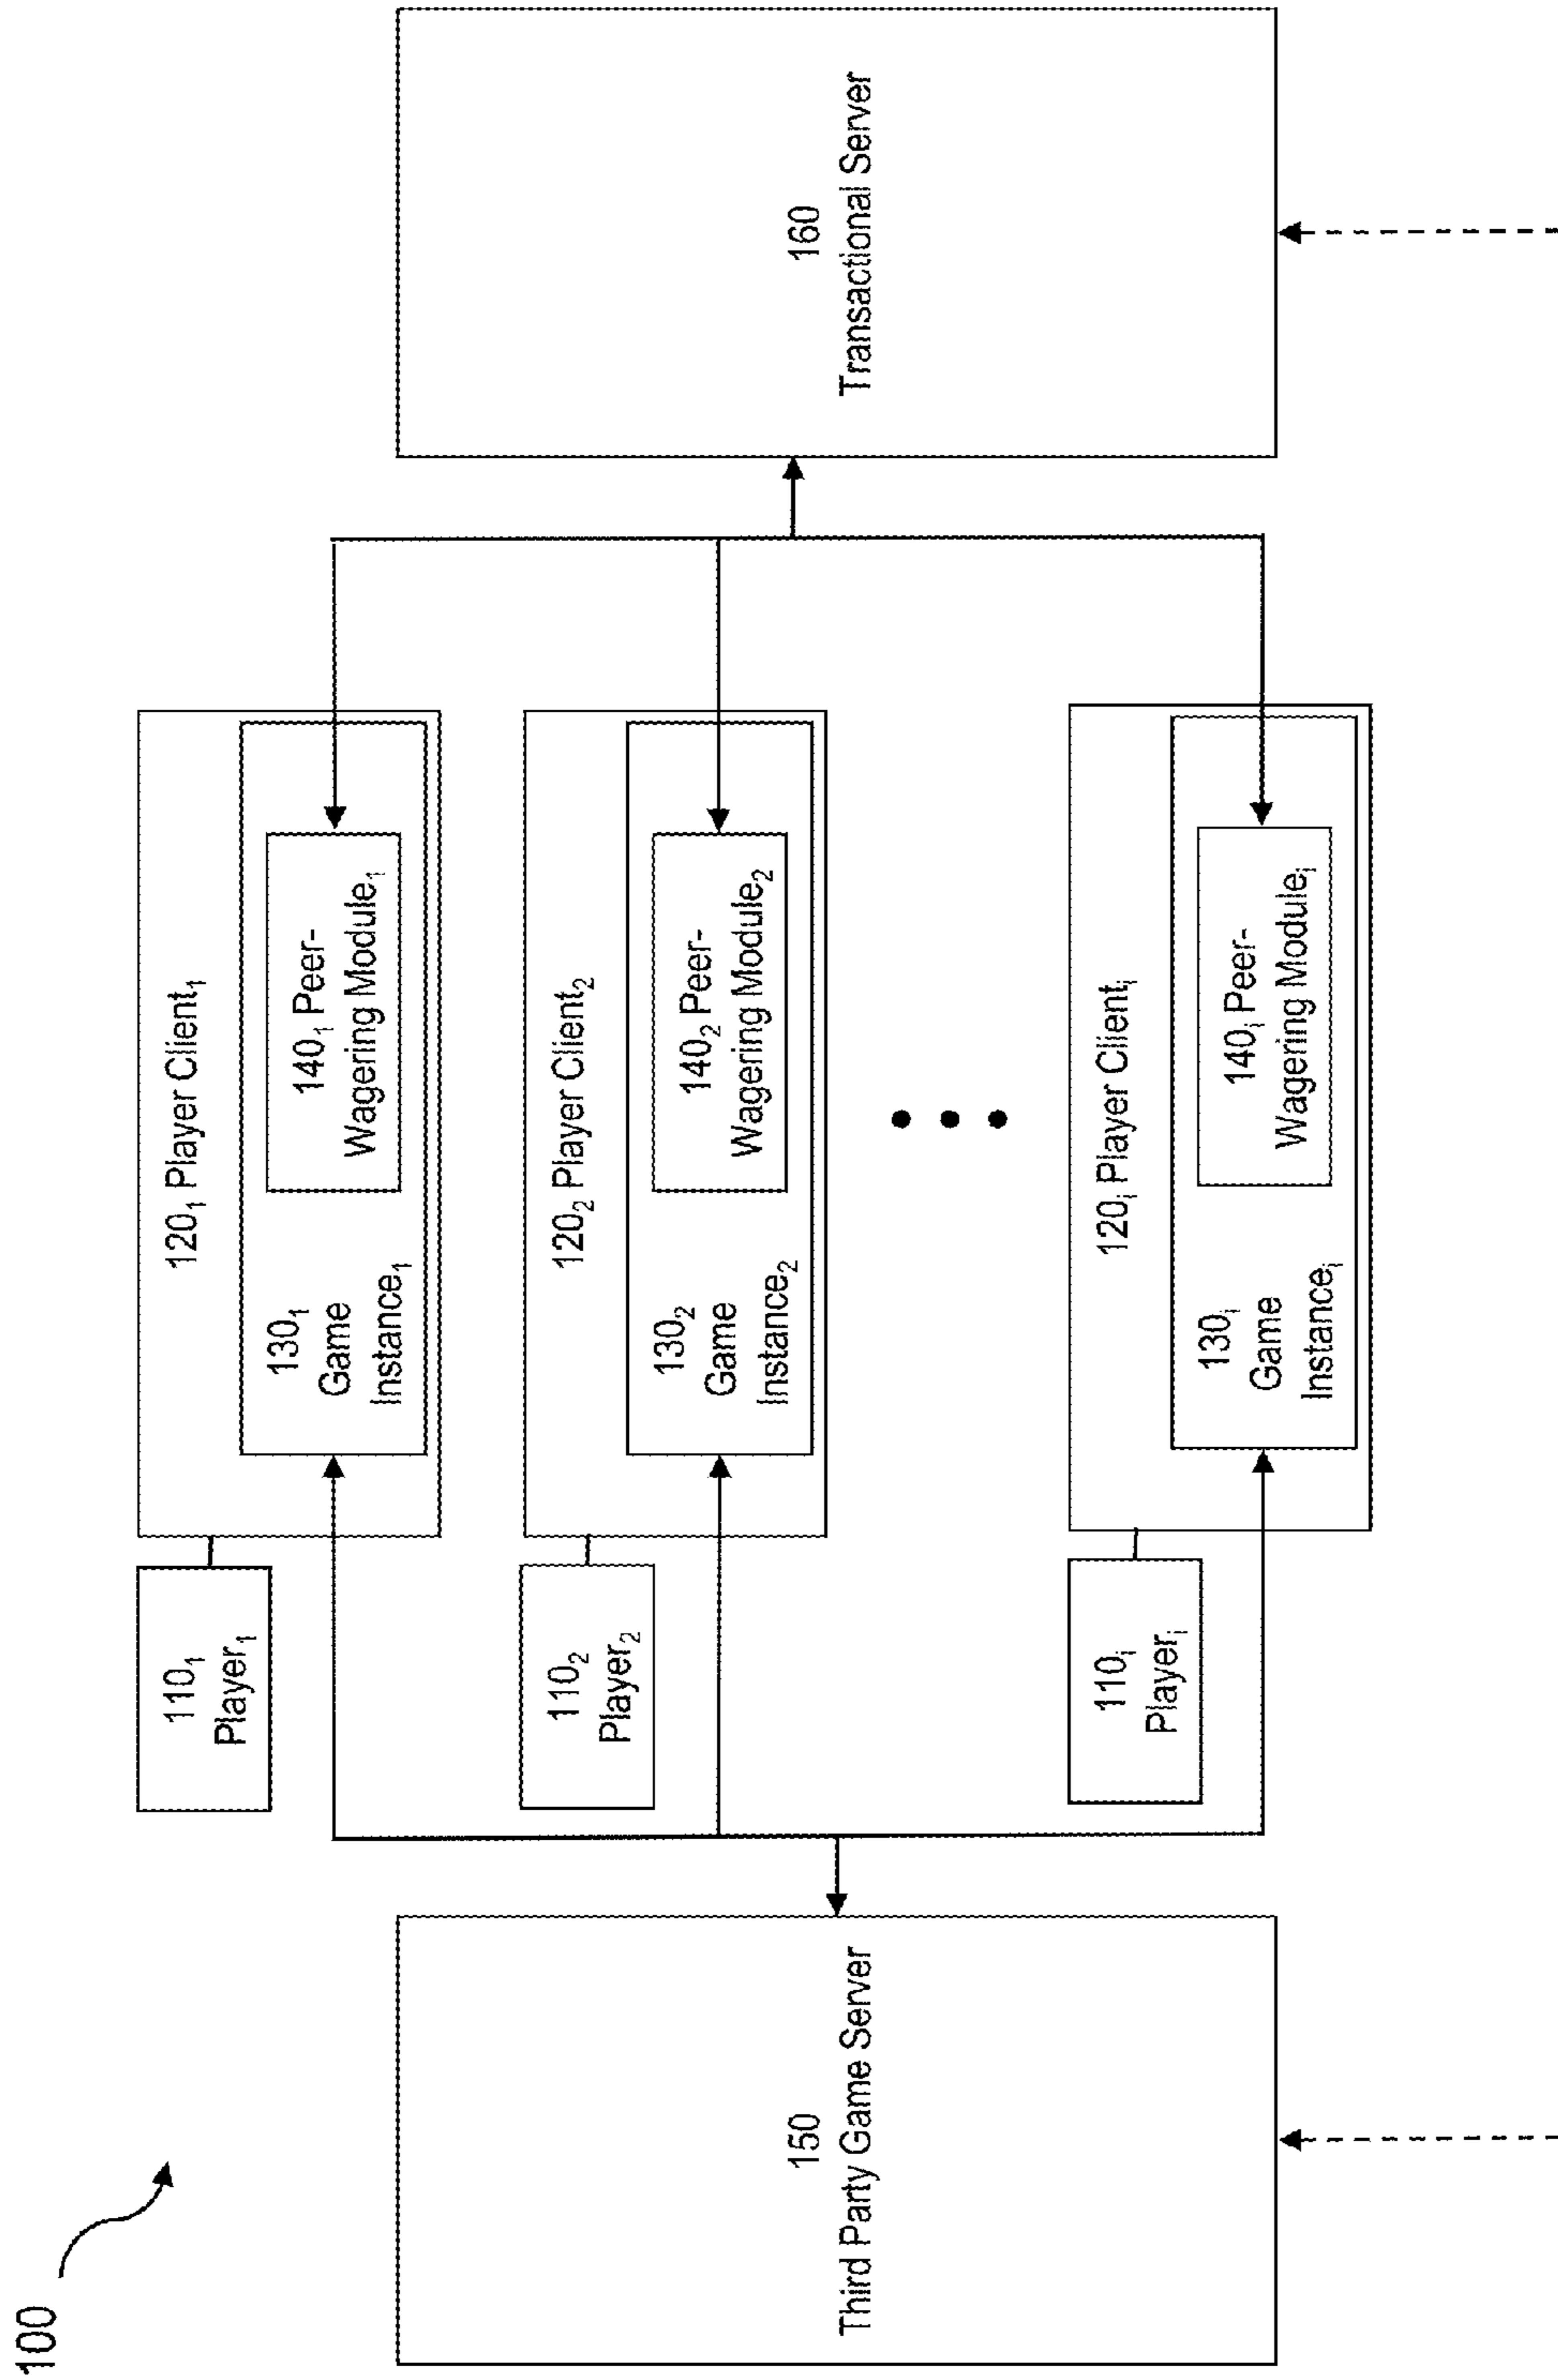 100
110₁
Player₁
120₁ Player Client₁
130₁
Game
Instance₁
140₁ Peer-
Wagering Module₁
110₂
Player₂
120₂ Player Client₂
130₂
Game
Instance₂
140₂ Peer-
Wagering Module₂
110ᵢ
Playerᵢ
120ᵢ Player Clientᵢ
130ᵢ
Game
Instanceᵢ
140ᵢ Peer-
Wagering Moduleᵢ
150
Third Party Game Server
160
Transactional Server